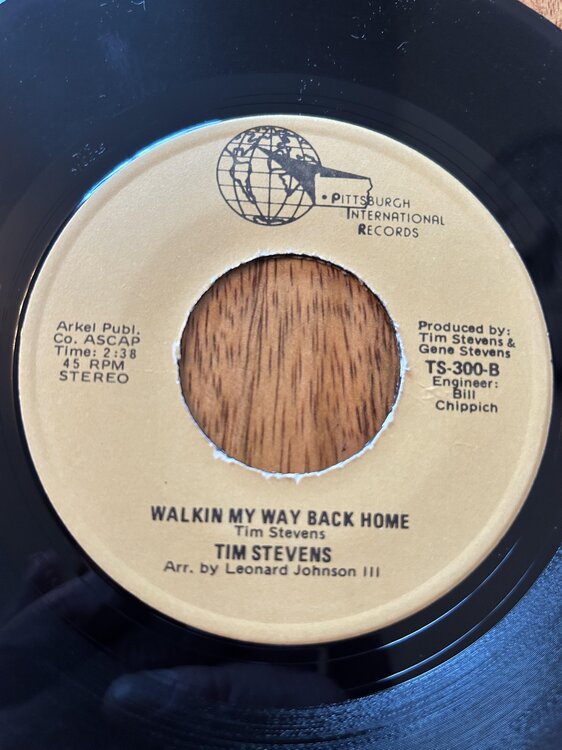 • PITTSBURGH
INTERNATIONAL
RECORDS
Arkel Publ.
Co. ASCAP
Time: 2:38
45 RPM
STEREO
Produced by:
Tim Stevens &
Gene Stevens
TS-300-B
Engineer:
Bill
Chippich
WALKIN MY WAY BACK HOME
Tim Stevens
TIM STEVENS
Arr. by Leonard Johnson III